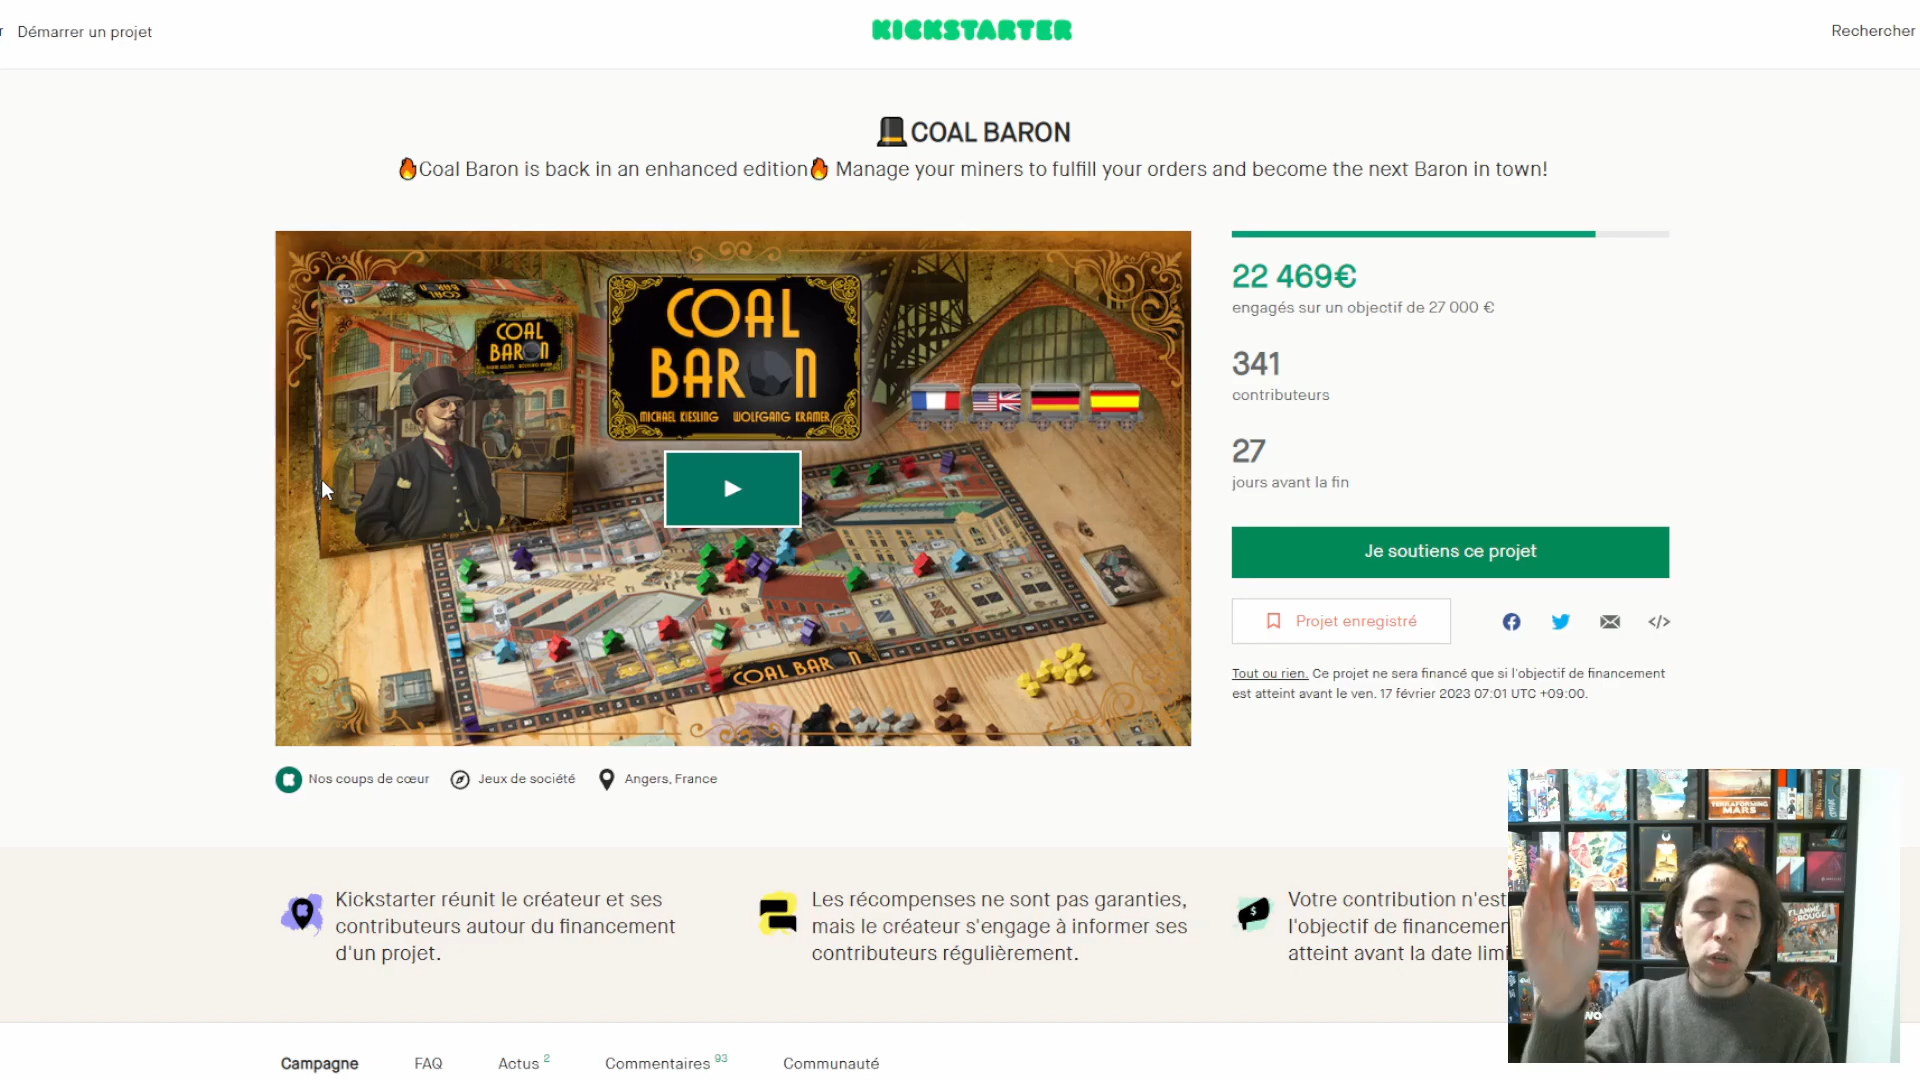 Démarrer un projet
KICKSTARTER
Rechercher
COAL BARON
Coal Baron is back in an enhanced edition Manage your miners to fulfill your orders and become the next Baron in town!
COAL
BARON
MICHAEL KIESLING WOLFGANG KRAMER
COAL
BARON
COAL BARON
22 469€
engagés sur un objectif de 27 000 €
341
contributeurs
27
jours avant la fin
Je soutiens ce projet
Projet enregistré
</>
Tout ou rien. Ce projet ne sera financé que si l'objectif de financement
est atteint avant le ven. 17 février 2023 07:01 UTC +09:00.
Nos coups de cœur
Jeux de société
Angers, France
Kickstarter réunit le créateur et ses
contributeurs autour du financement
d'un projet.
Les récompenses ne sont pas garanties,
mais le créateur s'engage à informer ses
contributeurs régulièrement.
Votre contribution n'est
l'objectif de financemen
atteint avant la date limi
TERRAFORMING
MARS
FLAMME
ROUGE
Campagne
FAQ
Actus 2
Commentaires 93
Communauté